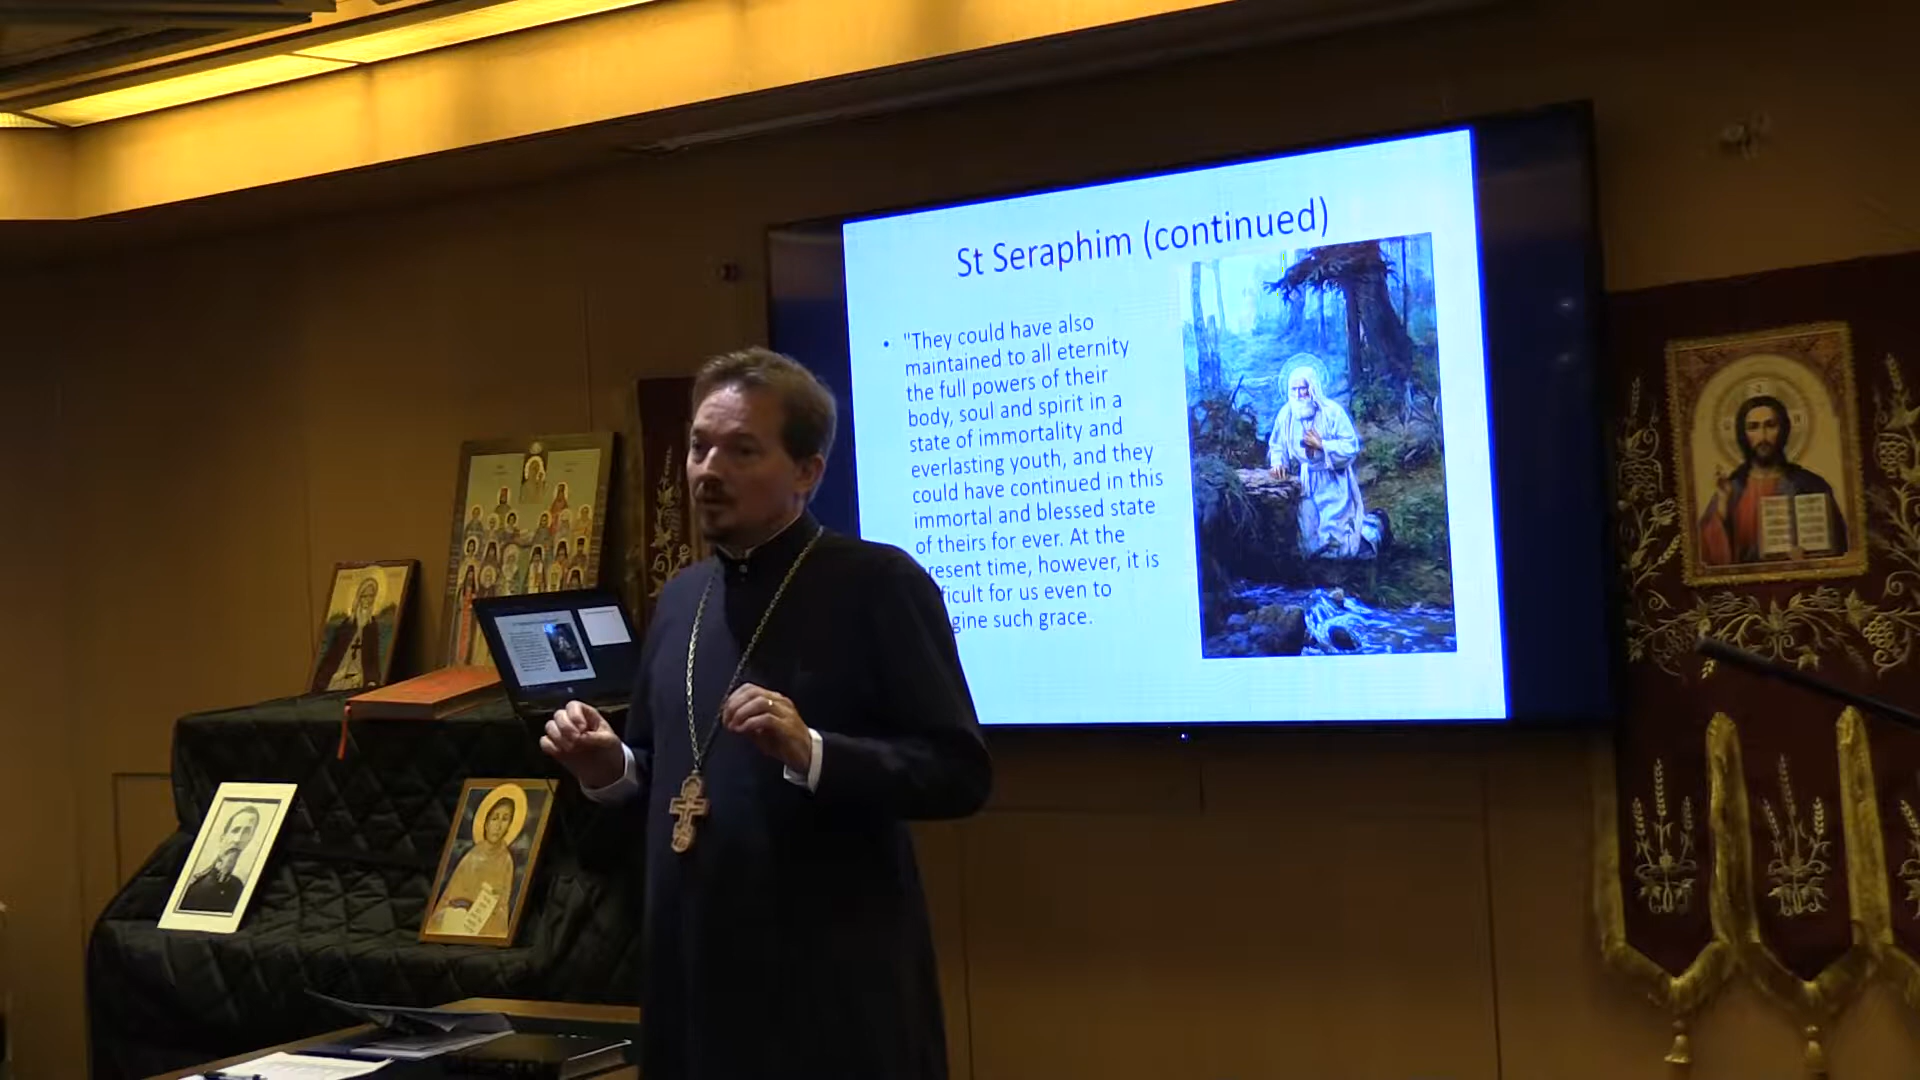 St Seraphim (continued)
• "They could have also
maintained to all eternity
the full powers of their
body, soul and spirit in a
state of immortality and
everlasting youth, and they
could have continued in this
immortal and blessed state
of theirs for ever. At the
resent time, however, it is
ficult for us even to
gine such grace.